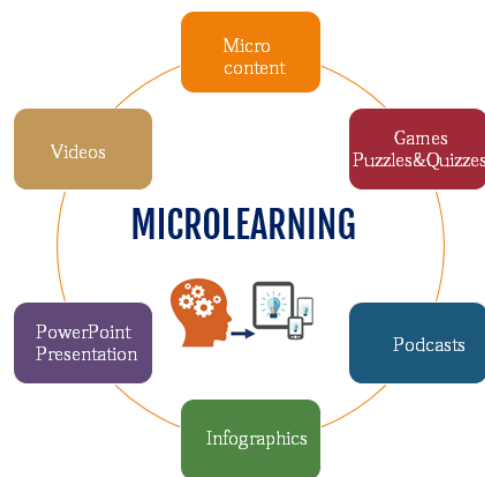 Micro
content
Games
Puzzles&Quizzes
Videos
MICROLEARNING
PowerPoint
Presentation
Podcasts
Infographics